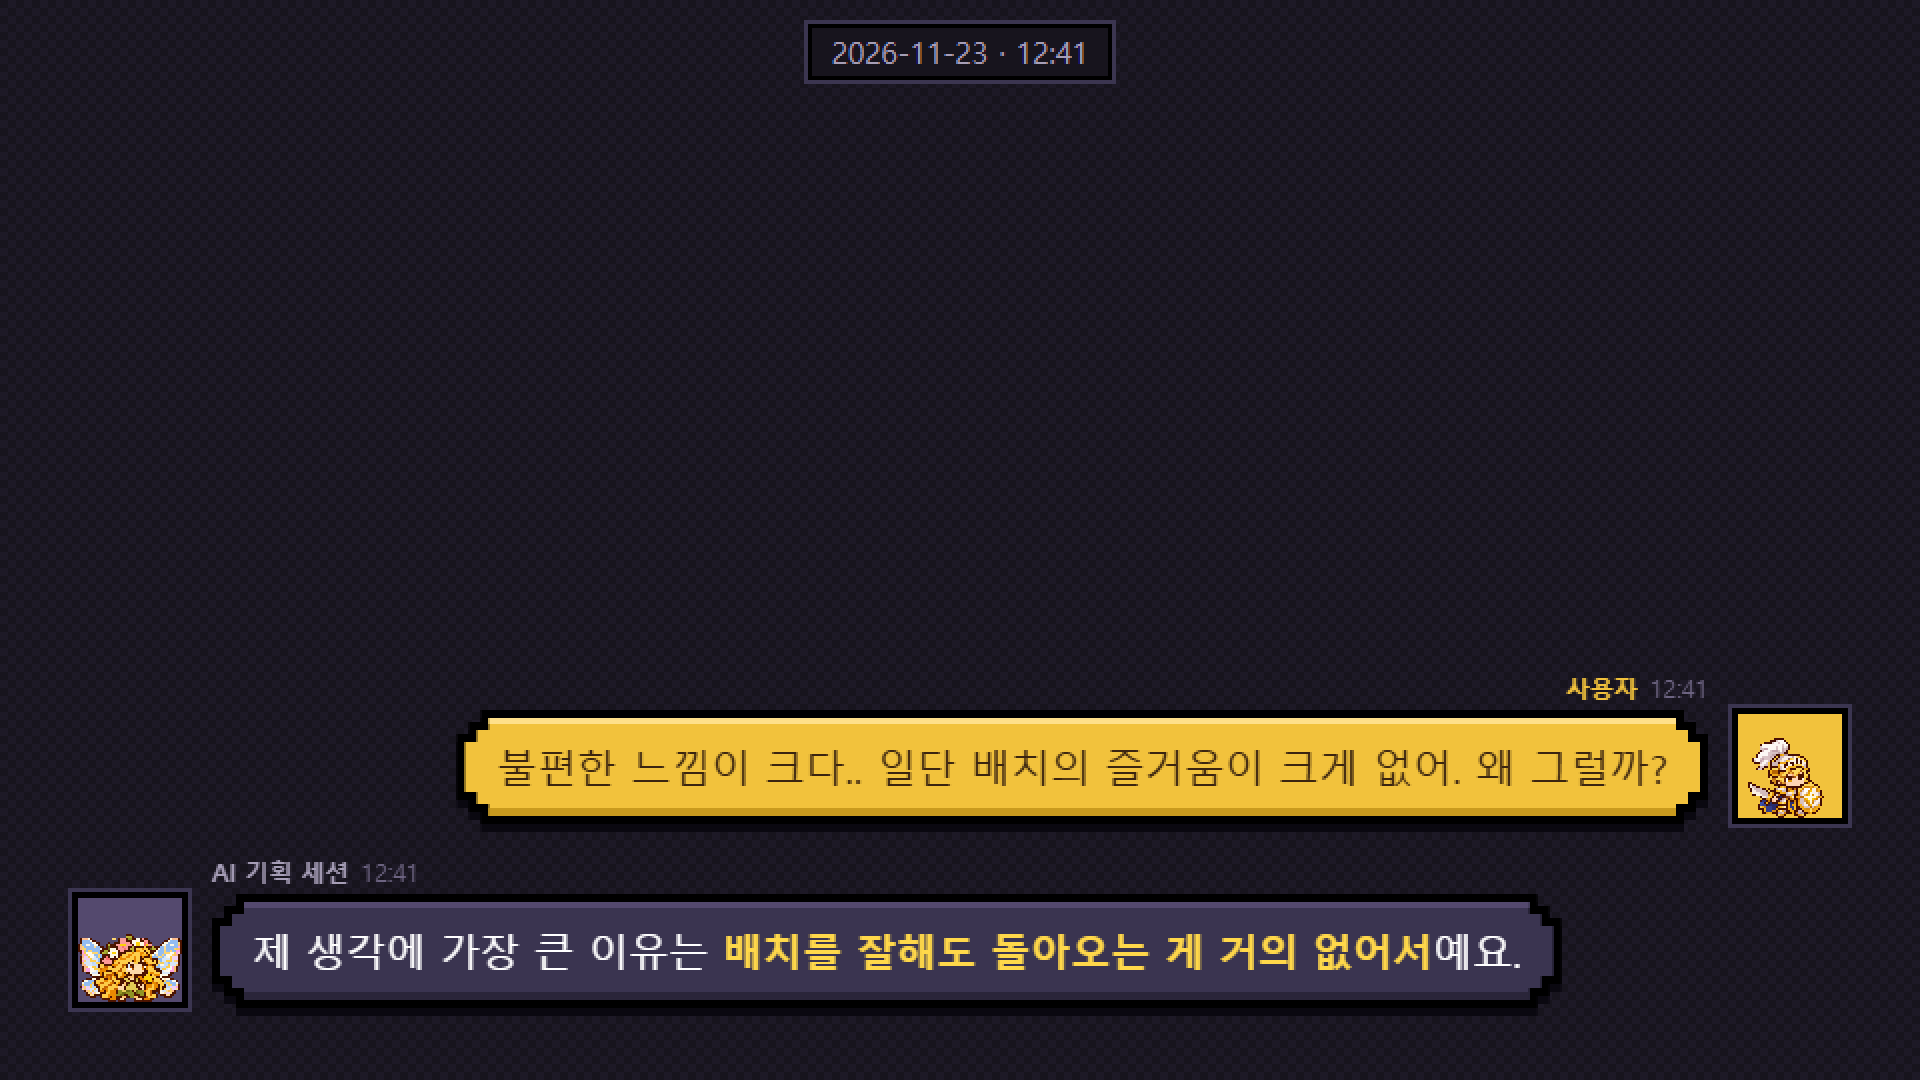 2026-11-23 · 12:41
사용자 12:41
불편한 느낌이 크다.. 일단 배치의 즐거움이 크게 없어. 왜 그럴까?
AI 기획 세션 12:41
제 생각에 가장 큰 이유는 배치를 잘해도 돌아오는 게 거의 없어서예요.